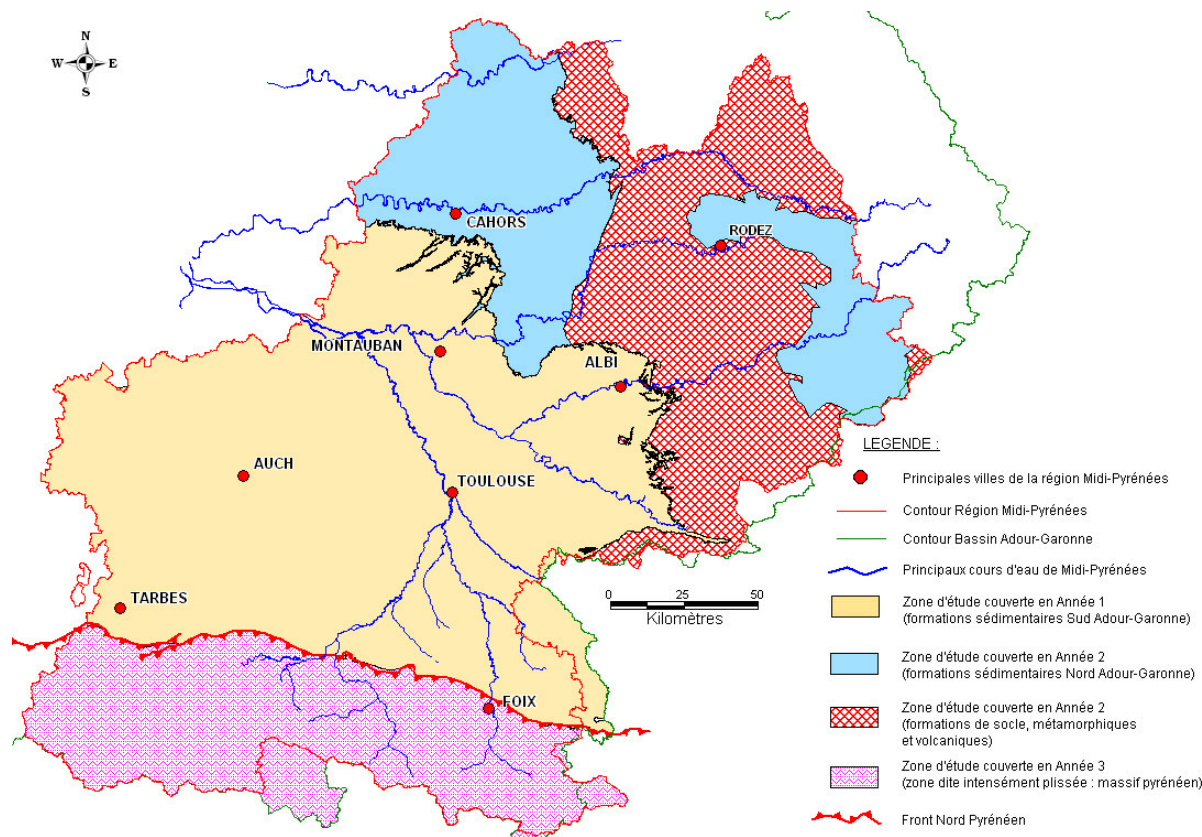 N
W E
S
CAHORS
RODEZ
MONTAUBAN
ALBI
AUCH
TOULOUSE
TARBES
FOIX
0 25 50
Kilomètres
LEGENDE :
Principales villes de la région Midi-Pyrénées
Contour Région Midi-Pyrénées
Contour Bassin Adour-Garonne
Principaux cours d'eau de Midi-Pyrénées
Zone d'étude couverte en Année 1
(formations sédimentaires Sud Adour-Garonne)
Zone d'étude couverte en Année 2
(formations sédimentaires Nord Adour-Garonne)
Zone d'étude couverte en Année 2
(formations de socle, métamorphiques
et volcaniques)
Zone d'étude couverte en Année 3
(zone dite intensément plissée : massif pyrénéen)
Front Nord Pyrénéen